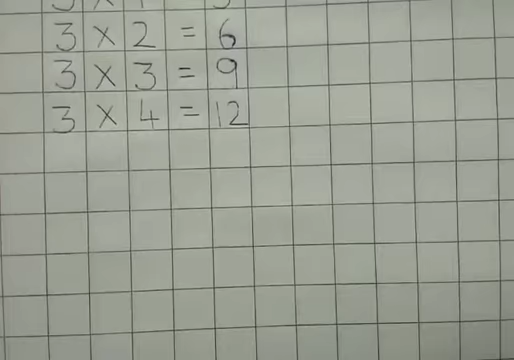 3 × 2 = 6
3 × 3 = 9
3 × 4 = 12